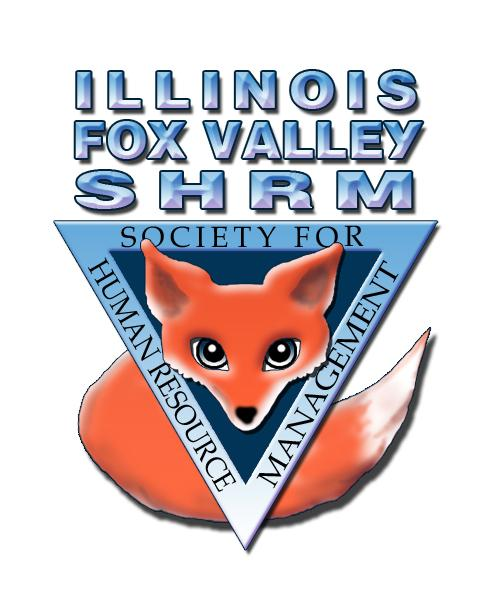 ILLINOIS
FOX VALLEY
SHRM
SOCIETY FOR
HUMAN RESOURCE
MANAGEMENT